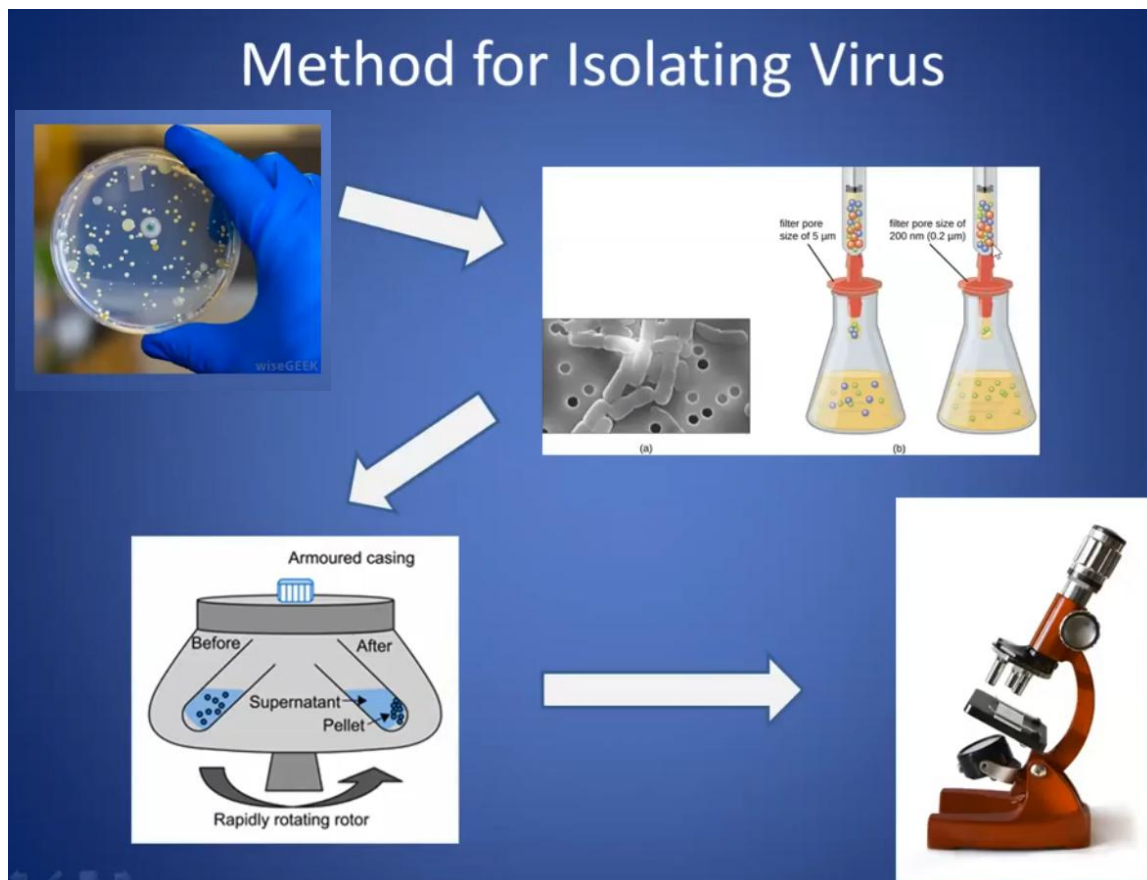 Method for Isolating Virus
wiseGEEK
filter pore
size of 5 µm
filter pore size of
200 nm (0.2 µm)
(a)
(b)
Armoured casing
Before
After
Supernatant
Pellet
Rapidly rotating rotor